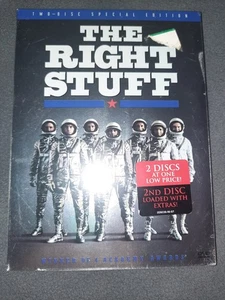 TWO-DISC SPECIAL EDITION
THE
RIGHT
STUFF
2 DISCS
AT ONE
LOW PRICE!
2ND DISC
LOADED WITH
EXTRAS!